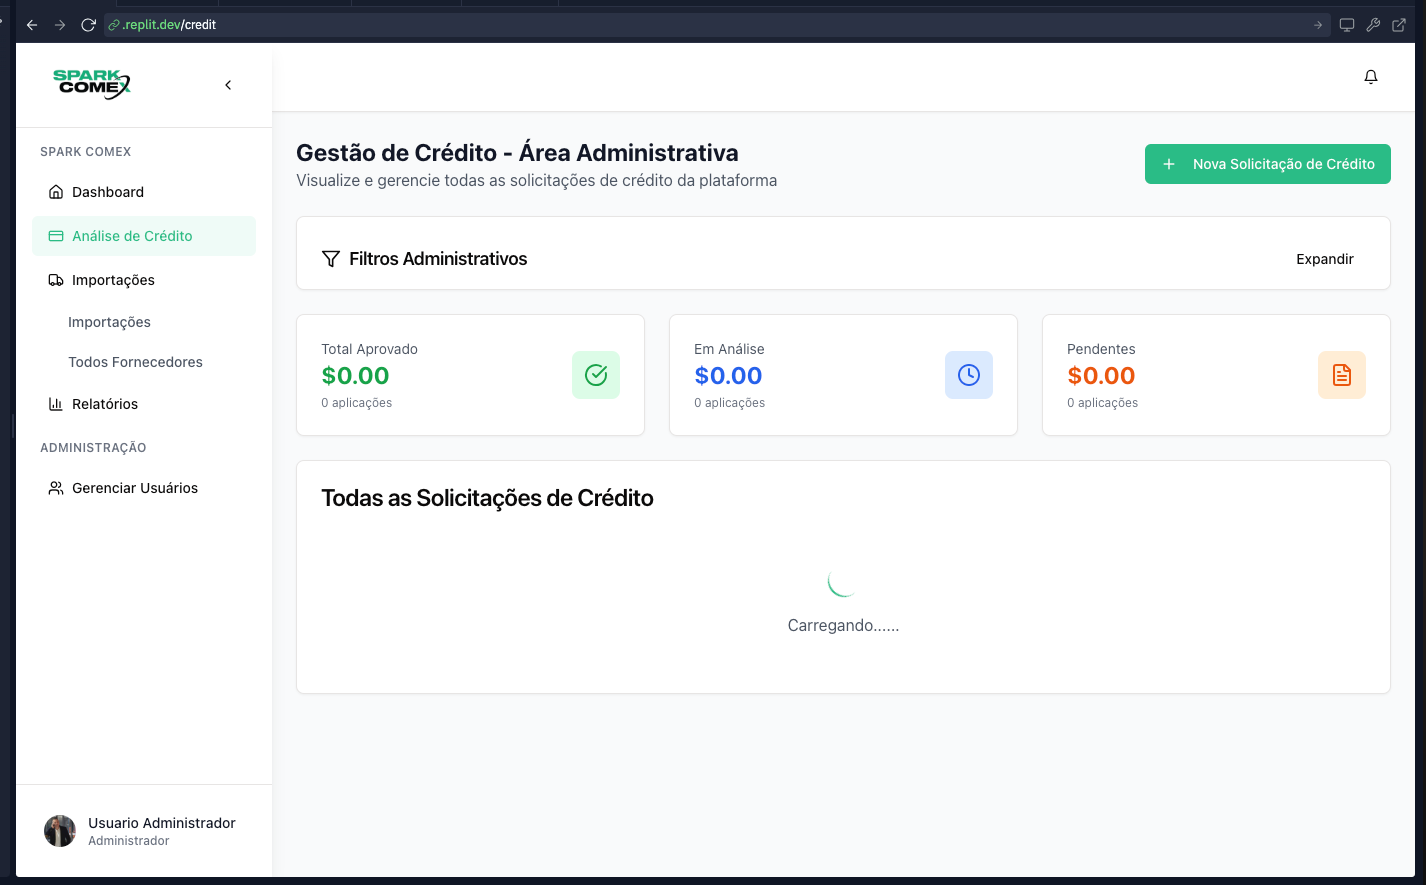 .replit.dev/credit
SPARK
COMEX
SPARK COMEX
Dashboard
Análise de Crédito
Importações
Importações
Todos Fornecedores
Relatórios
ADMINISTRAÇÃO
Gerenciar Usuários
Usuario Administrador
Administrador
Gestão de Crédito - Área Administrativa
Visualize e gerencie todas as solicitações de crédito da plataforma
+ Nova Solicitação de Crédito
Filtros Administrativos
Expandir
Total Aprovado
$0.00
0 aplicações
Em Análise
$0.00
0 aplicações
Pendentes
$0.00
0 aplicações
Todas as Solicitações de Crédito
Carregando......